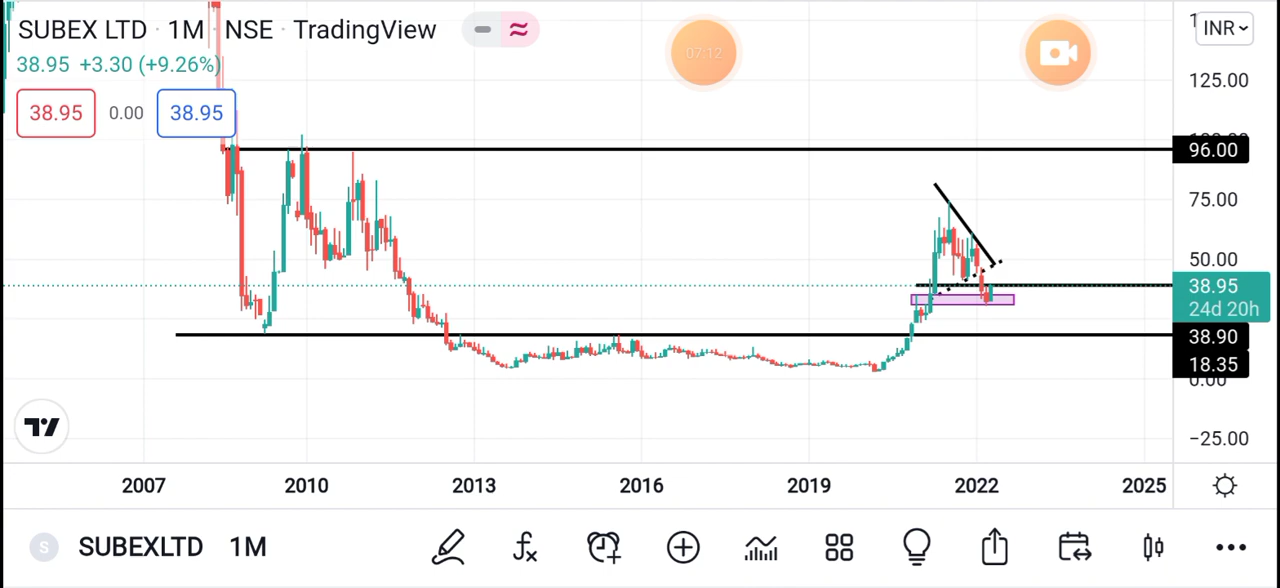 SUBEX LTD · 1M · NSE · TradingView
INR
38.95 +3.30 (+9.26%)
07:12
125.00
38.95 0.00 38.95
96.00
75.00
50.00
38.95
24d 20h
38.90
18.35
0.00
−25.00
2007 2010 2013 2016 2019 2022 2025
S SUBEXLTD 1M